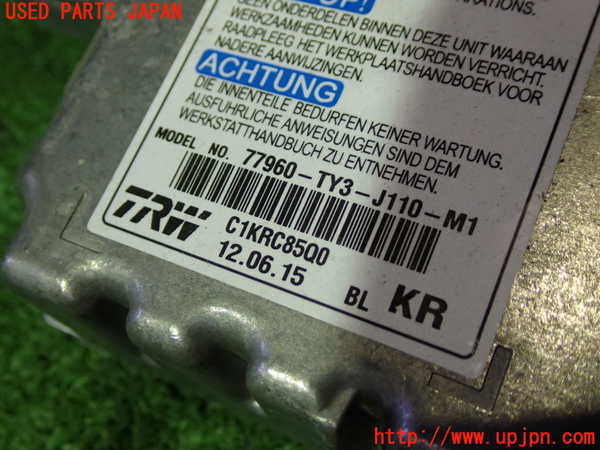 USED PARTS JAPAN
OP!
GEEN ONDERDELEN BINNEN DEZE UNIT WAARAAN
WERKZAAMHEDEN KUNNEN WORDEN VERRICHT.
RAADPLEEG HET WERKPLAATSHANDBOEK VOOR
NADERE AANWIJZINGEN.
ACHTUNG
DIE INNENTEILE BEDURFEN KEINER WARTUNG.
AUSFUHRLICHE ANWEISUNGEN SIND DEM
WERKSTATTHANDBUCH ZU ENTNEHMEN.
MODEL NO. 77960-TY3-J110-M1
TRW
C1KRC85Q0
12.06.15
BL KR
http://www.upjpn.com/